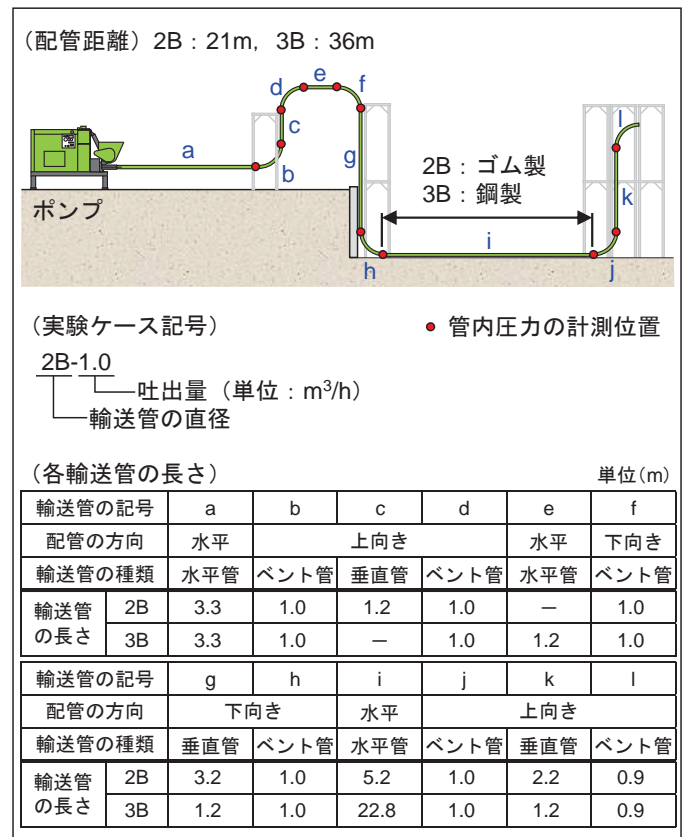 (配管距離)2B:21m,3B:36m
d e f
c
a g
b
2B:ゴム製
3B:鋼製
l
k
ポンプ
i
h j
(実験ケース記号)
● 管内圧力の計測位置
2B-1.0
吐出量(単位:m³/h)
輸送管の直径
(各輸送管の長さ) 単位(m)
輸送管の記号 a b c d e f
配管の方向 水平 上向き 水平 下向き
輸送管の種類 水平管 ベント管 垂直管 ベント管 水平管 ベント管
輸送管の長さ 2B 3.3 1.0 1.2 1.0 ― 1.0
3B 3.3 1.0 ― 1.0 1.2 1.0
輸送管の記号 g h i j k l
配管の方向 下向き 水平 上向き
輸送管の種類 垂直管 ベント管 水平管 ベント管 垂直管 ベント管
輸送管の長さ 2B 3.2 1.0 5.2 1.0 2.2 0.9
3B 1.2 1.0 22.8 1.0 1.2 0.9